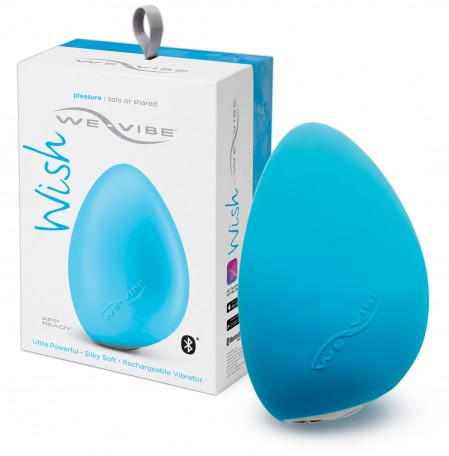 pleasure : solo or shared
WE-VIBE®
Wish
APP
READY
Ultra Powerful • Silky Soft • Rechargeable Vibrator
WE-VIBE
Wish
WE-VIBE
WE-VIBE